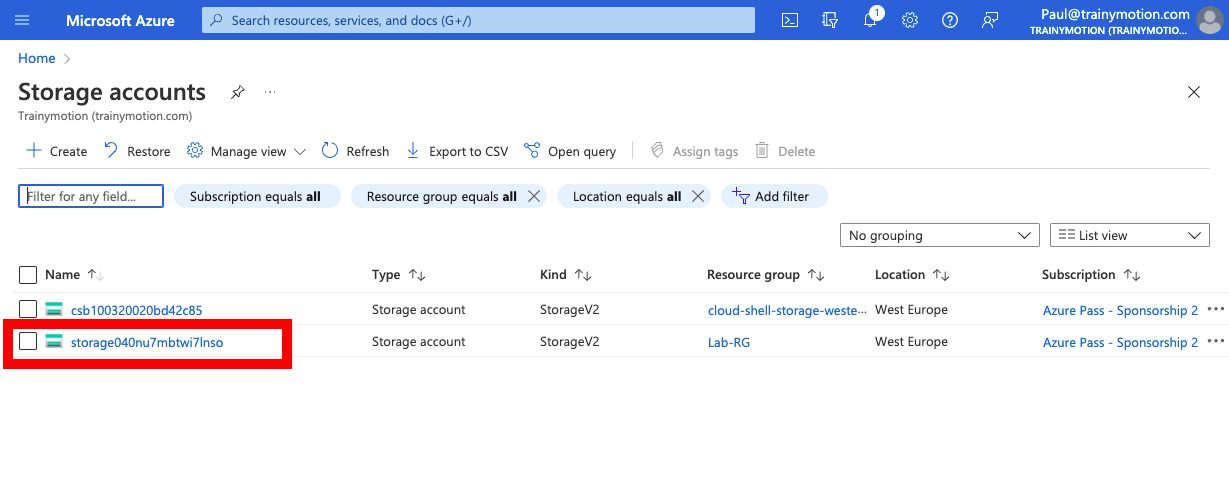 Microsoft Azure
Search resources, services, and docs (G+/)
1
Paul@trainymotion.com
TRAINYMOTION (TRAINYMOTIO...
Home
Storage accounts
...
Trainymotion (trainymotion.com)
Create Restore Manage view Refresh Export to CSV Open query Assign tags Delete
Filter for any field... Subscription equals all Resource group equals all Location equals all Add filter
No grouping List view
Name Type Kind Resource group Location Subscription
csb100320020bd42c85 Storage account StorageV2 cloud-shell-storage-weste... West Europe Azure Pass - Sponsorship 2 ...
storage040nu7mbtwi7lnso Storage account StorageV2 Lab-RG West Europe Azure Pass - Sponsorship 2 ...